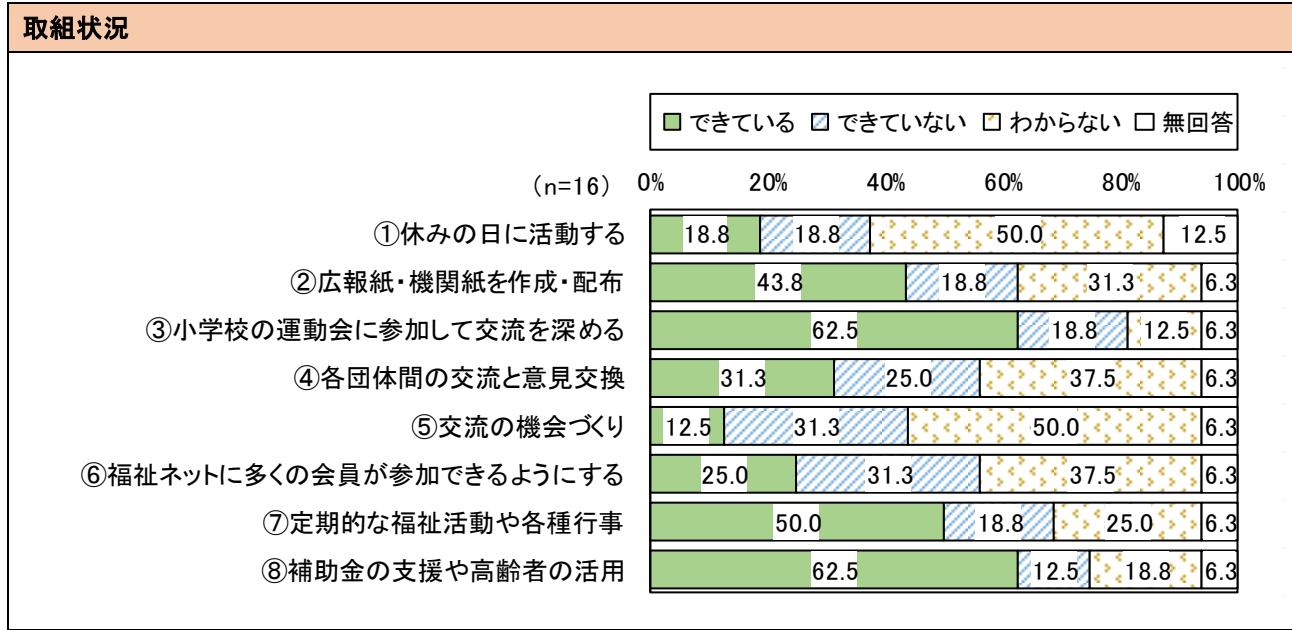 取組状況
できている できていない わからない 無回答
(n=16) 0% 20% 40% 60% 80% 100%
①休みの日に活動する 18.8 18.8 50.0 12.5
②広報紙・機関紙を作成・配布 43.8 18.8 31.3 6.3
③小学校の運動会に参加して交流を深める 62.5 18.8 12.5 6.3
④各団体間の交流と意見交換 31.3 25.0 37.5 6.3
⑤交流の機会づくり 12.5 31.3 50.0 6.3
⑥福祉ネットに多くの会員が参加できるようにする 25.0 31.3 37.5 6.3
⑦定期的な福祉活動や各種行事 50.0 18.8 25.0 6.3
⑧補助金の支援や高齢者の活用 62.5 12.5 18.8 6.3